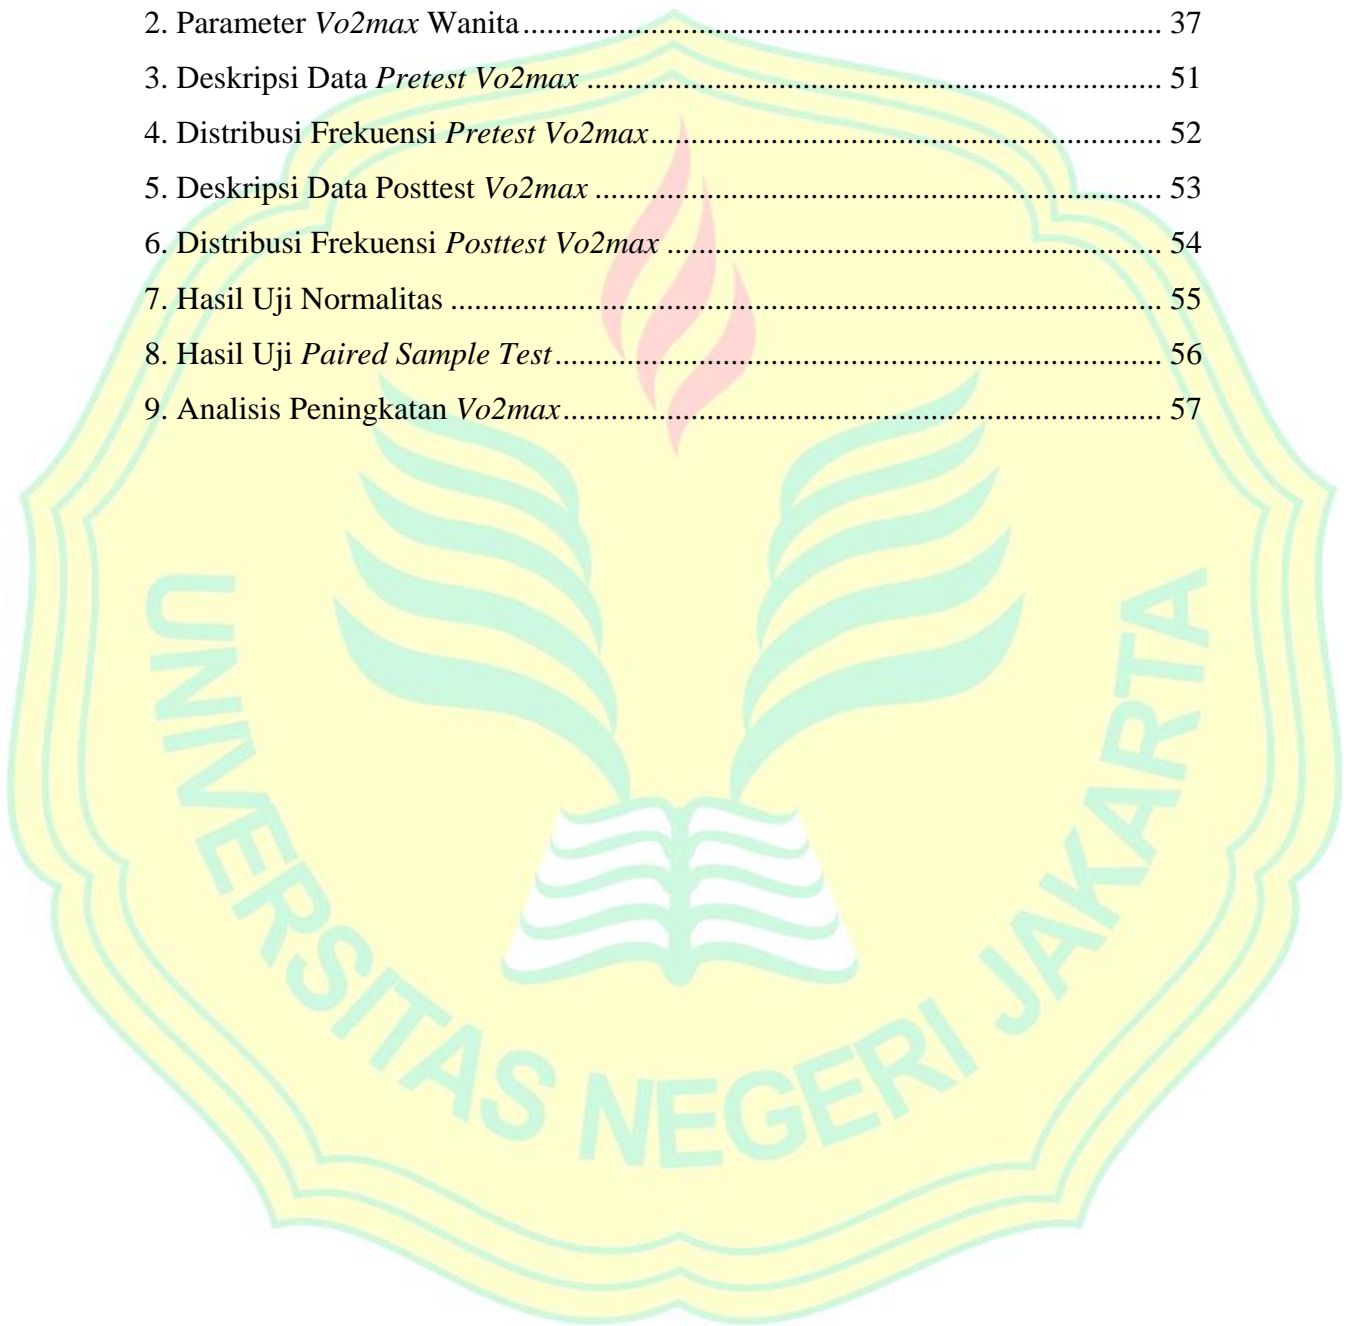 2. Parameter Vo2max Wanita ........ 37
3. Deskripsi Data Pretest Vo2max ........ 51
4. Distribusi Frekuensi Pretest Vo2max ........ 52
5. Deskripsi Data Posttest Vo2max ........ 53
6. Distribusi Frekuensi Posttest Vo2max ........ 54
7. Hasil Uji Normalitas ........ 55
8. Hasil Uji Paired Sample Test ........ 56
9. Analisis Peningkatan Vo2max ........ 57
UNIVERSITAS NEGERI JAKARTA